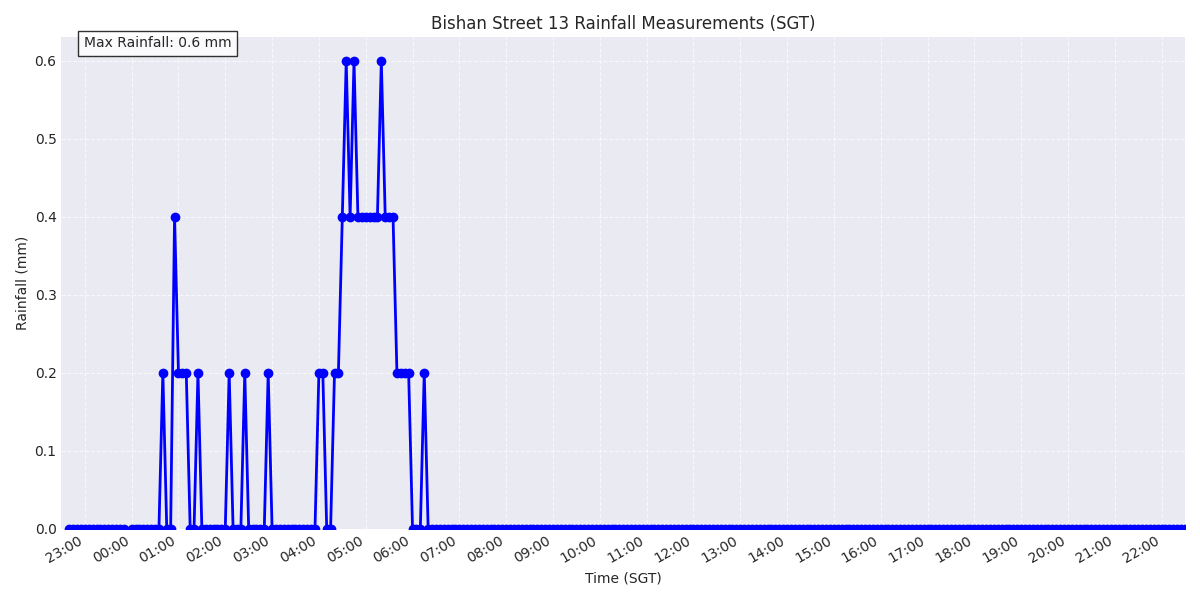 Bishan Street 13 Rainfall Measurements (SGT)
Max Rainfall: 0.6 mm
Rainfall (mm)
0.6
0.5
0.4
0.3
0.2
0.1
0.0
23:00 00:00 01:00 02:00 03:00 04:00 05:00 06:00 07:00 08:00 09:00 10:00 11:00 12:00 13:00 14:00 15:00 16:00 17:00 18:00 19:00 20:00 21:00 22:00
Time (SGT)